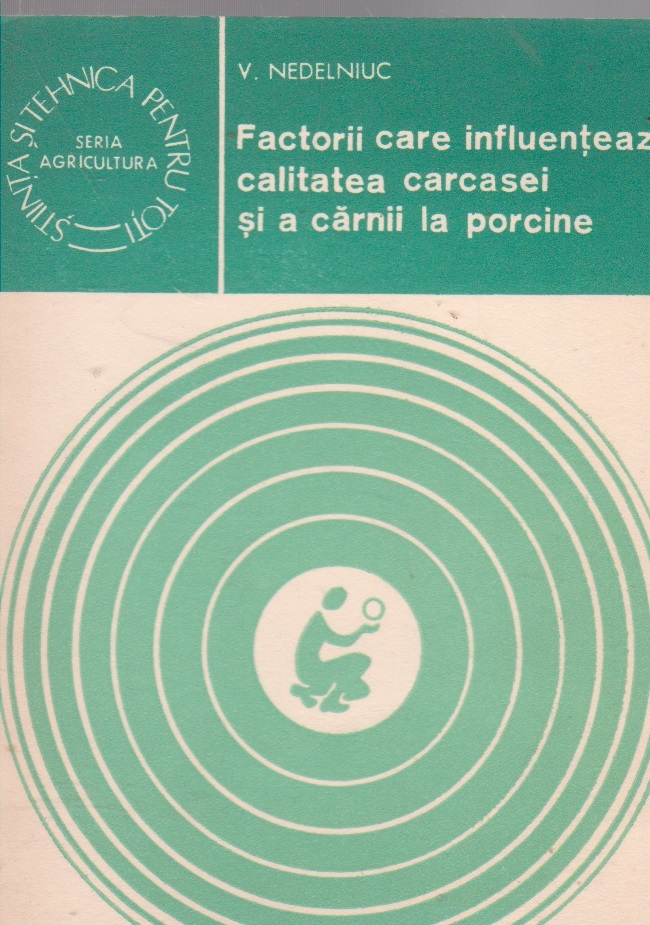 V. NEDELNIUC
Factorii care influențeaz
calitatea carcasei
și a cărnii la porcine
ȘTIINȚA ȘI TEHNICA PENTRU TOȚI
SERIA
AGRICULTURA